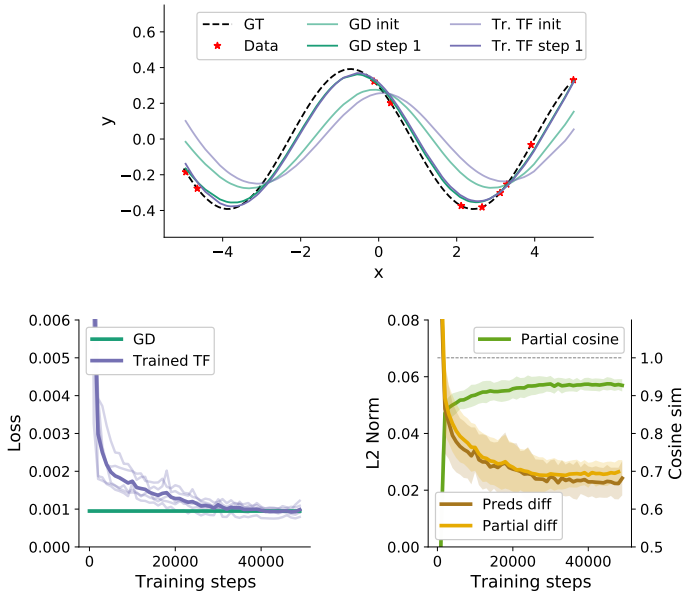 GT
GD init
Tr. TF init
Data
GD step 1
Tr. TF step 1
0.6
0.4
0.2
0.0
−0.2
−0.4
y
−4 −2 0 2 4
x
0.006
0.005
0.004
0.003
0.002
0.001
0.000
Loss
GD
Trained TF
0 20000 40000
Training steps
0.08
0.06
0.04
0.02
0.00
L2 Norm
Partial cosine
Preds diff
Partial diff
1.0
0.9
0.8
0.7
0.6
0.5
Cosine sim
0 20000 40000
Training steps